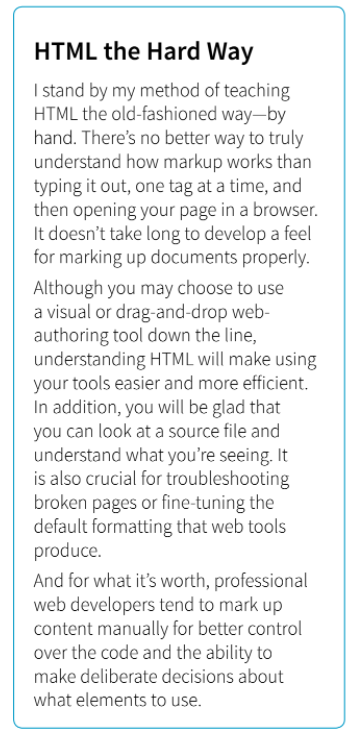 HTML the Hard Way
I stand by my method of teaching
HTML the old-fashioned way—by
hand. There’s no better way to truly
understand how markup works than
typing it out, one tag at a time, and
then opening your page in a browser.
It doesn’t take long to develop a feel
for marking up documents properly.
Although you may choose to use
a visual or drag-and-drop web-
authoring tool down the line,
understanding HTML will make using
your tools easier and more efficient.
In addition, you will be glad that
you can look at a source file and
understand what you’re seeing. It
is also crucial for troubleshooting
broken pages or fine-tuning the
default formatting that web tools
produce.
And for what it’s worth, professional
web developers tend to mark up
content manually for better control
over the code and the ability to
make deliberate decisions about
what elements to use.